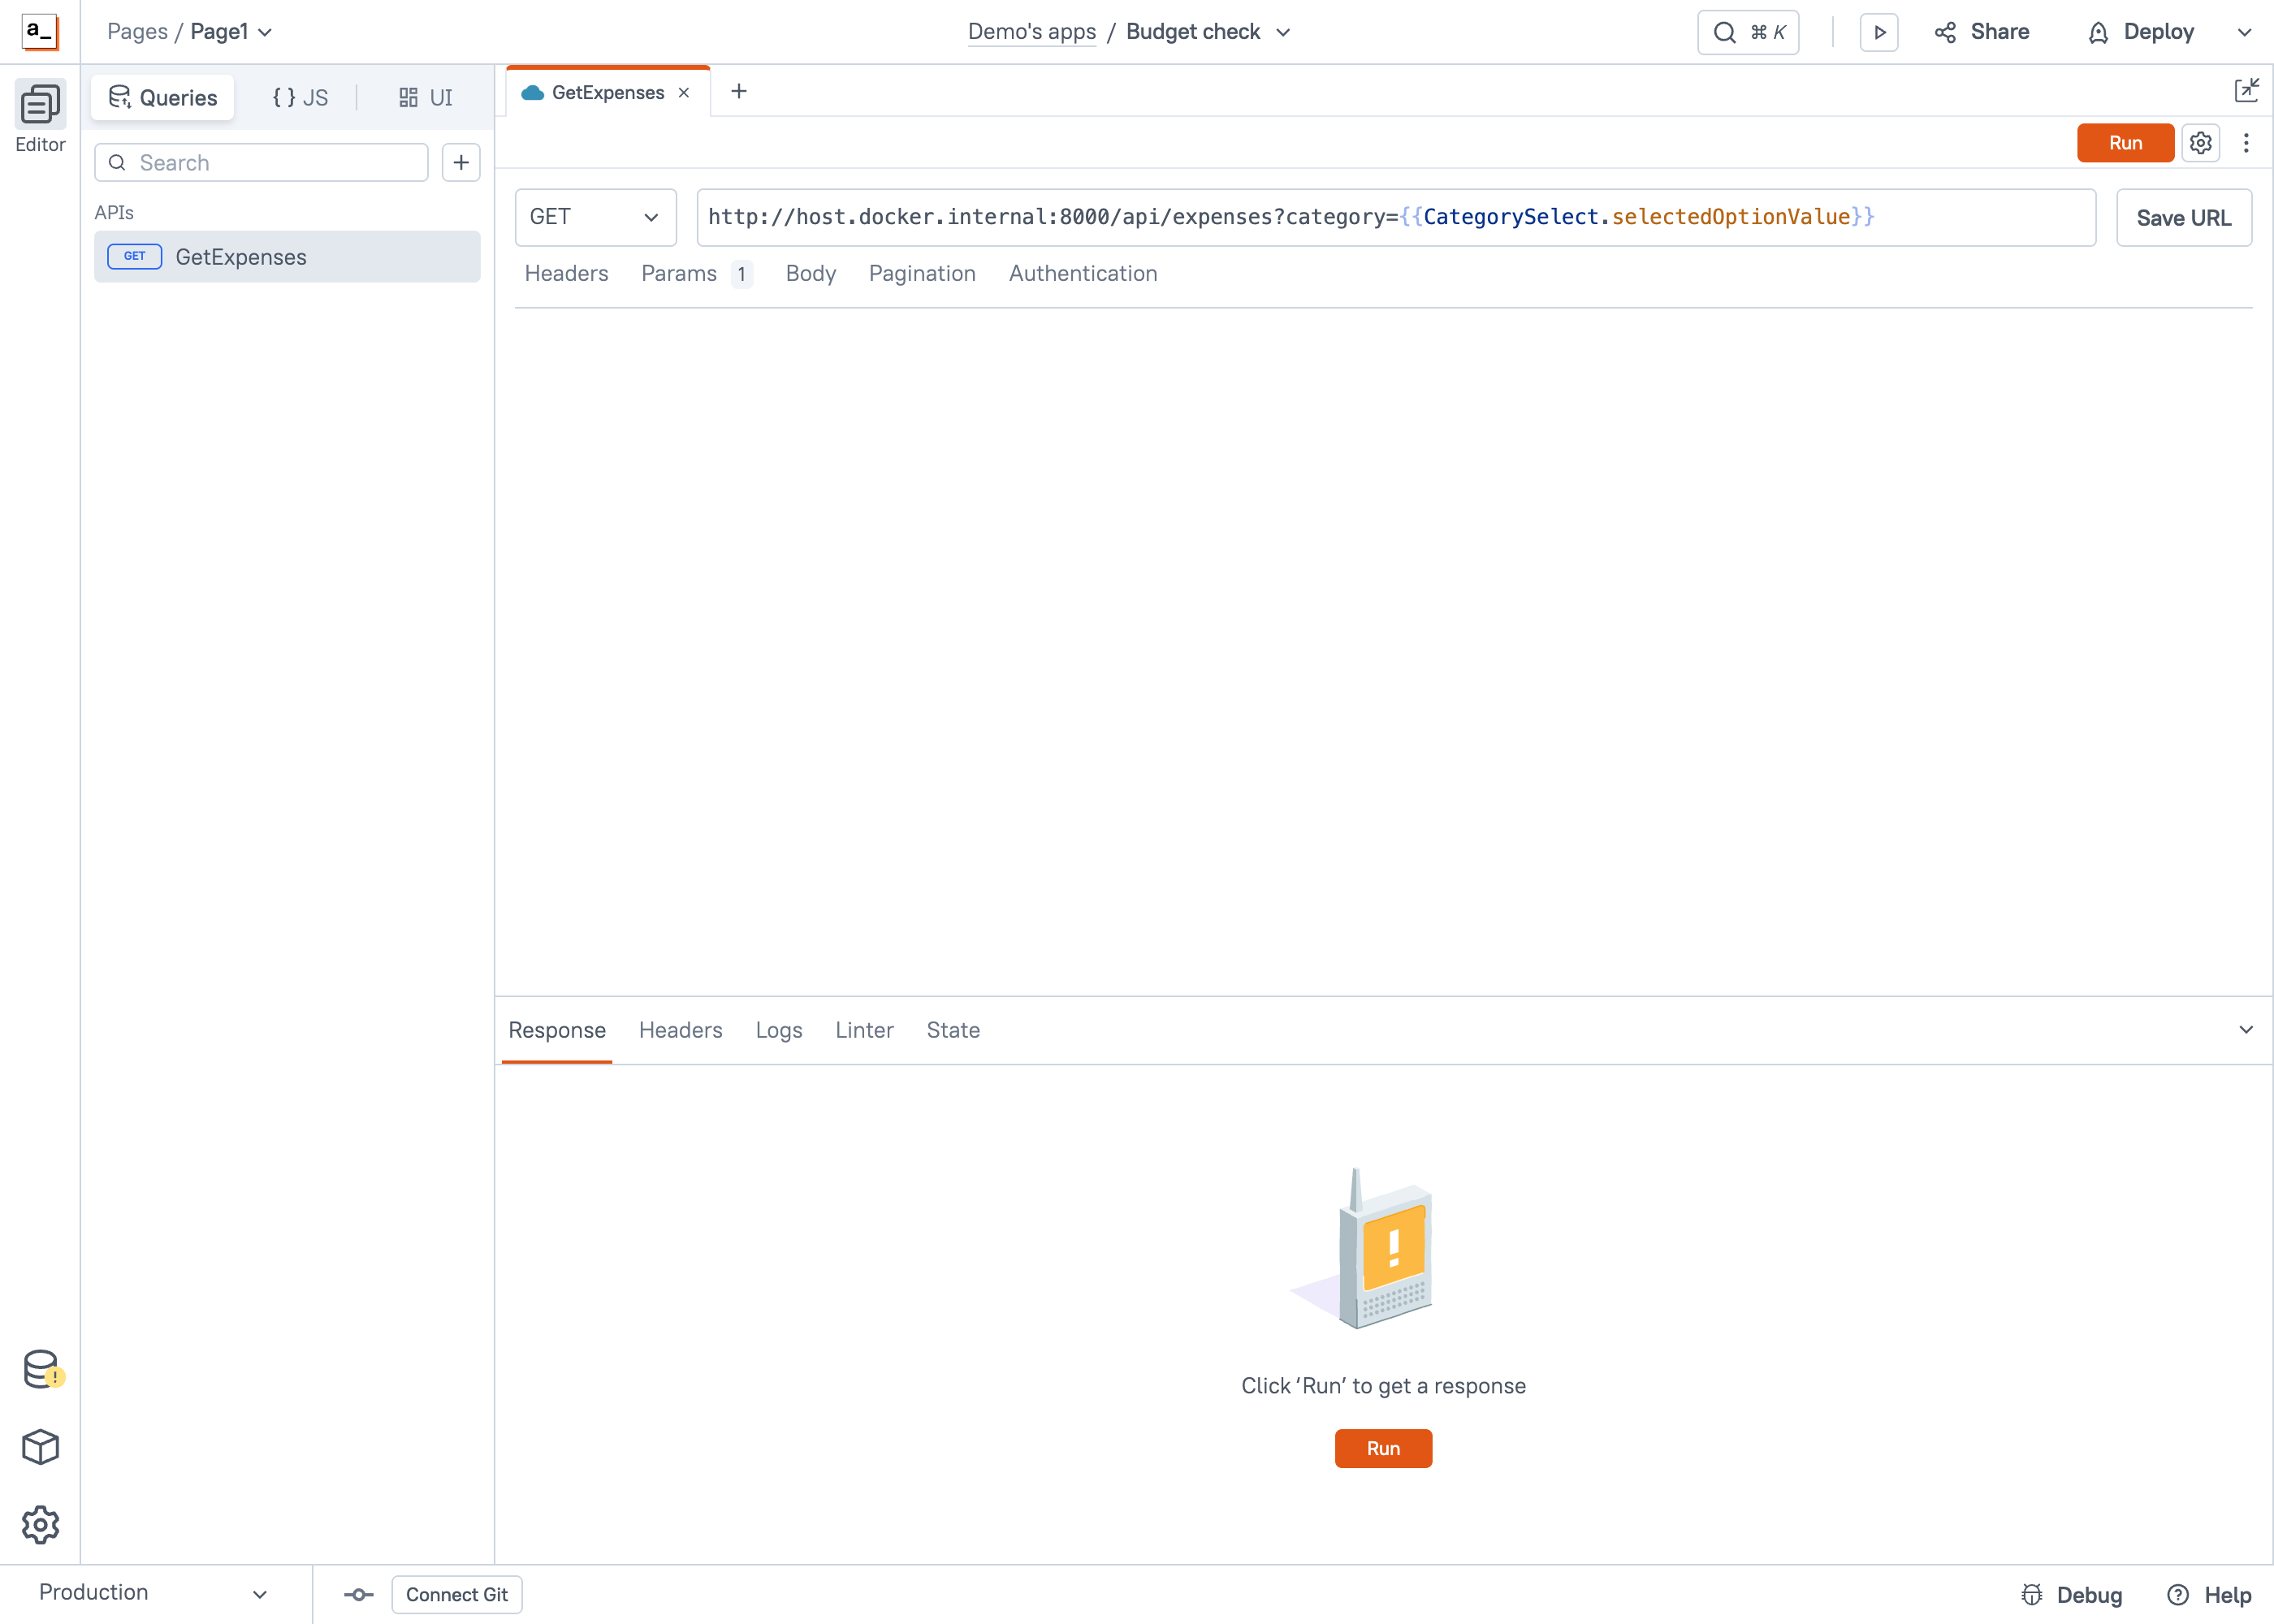 a_
Pages / Page1
Demo's apps / Budget check
⌘ K
Share
Deploy
Editor
Queries
{ } JS
UI
GetExpenses
Search
Run
APIs
GET
GetExpenses
GET
http://host.docker.internal:8000/api/expenses?category={{CategorySelect.selectedOptionValue}}
Save URL
Headers
Params 1
Body
Pagination
Authentication
Response
Headers
Logs
Linter
State
!
Click ‘Run’ to get a response
Run
!
Production
Connect Git
Debug
Help